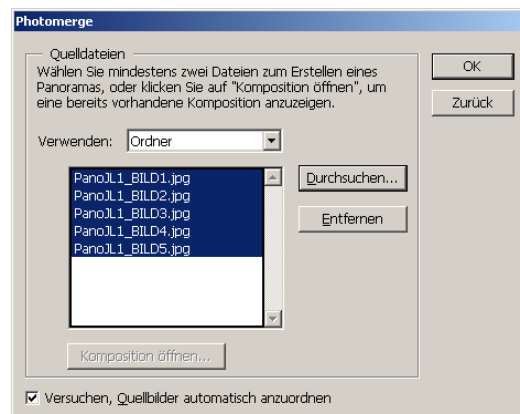 Photomerge
Quelldateien
Wählen Sie mindestens zwei Dateien zum Erstellen eines
Panoramas, oder klicken Sie auf "Komposition öffnen", um
eine bereits vorhandene Komposition anzuzeigen.
OK
Zurück
Verwenden: Ordner
PanoJL1_BILD1.jpg
PanoJL1_BILD2.jpg
PanoJL1_BILD3.jpg
PanoJL1_BILD4.jpg
PanoJL1_BILD5.jpg
Durchsuchen...
Entfernen
Komposition öffnen...
Versuchen, Quellbilder automatisch anzuordnen